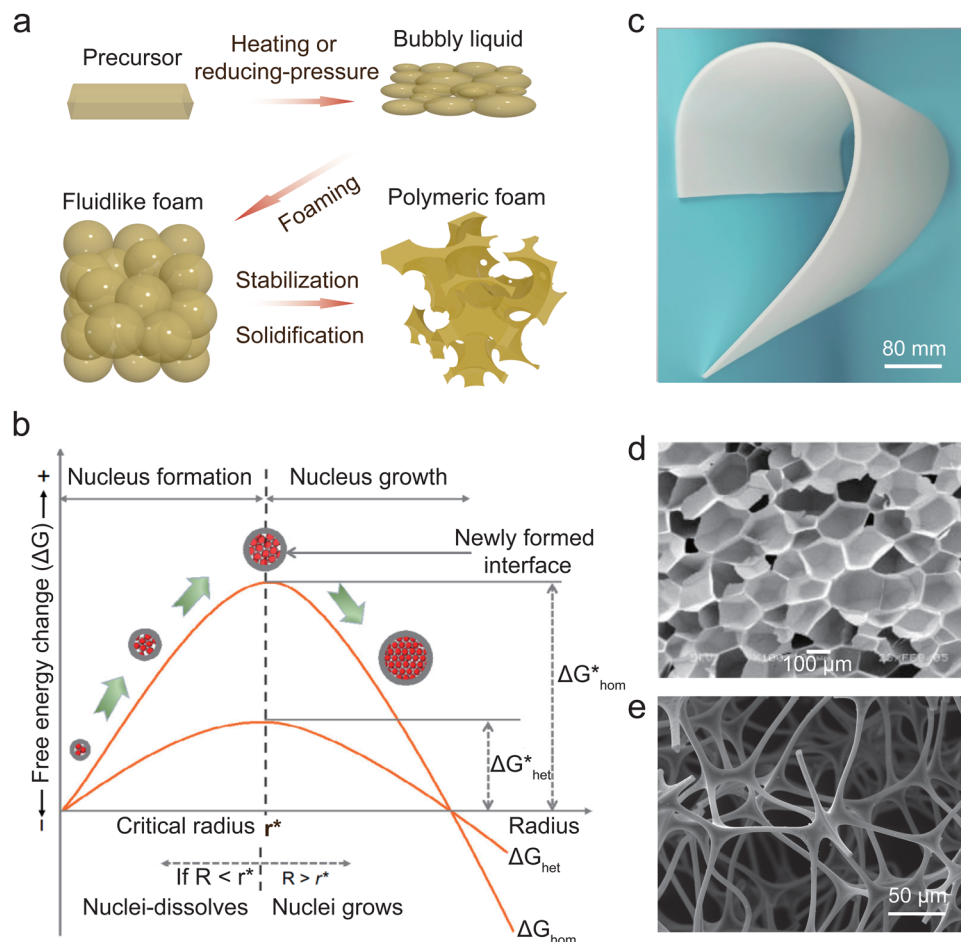 a
Precursor
Heating or
reducing-pressure
Bubbly liquid
Fluidlike foam
Foaming
Polymeric foam
Stabilization
Solidification
b
− ← Free energy change (ΔG) → +
Nucleus formation
Nucleus growth
Newly formed
interface
ΔG*hom
ΔG*het
Critical radius r*
Radius
If R < r*
R > r*
Nuclei-dissolves
Nuclei grows
ΔGhet
ΔGhom
c
80 mm
d
100 μm
e
50 μm